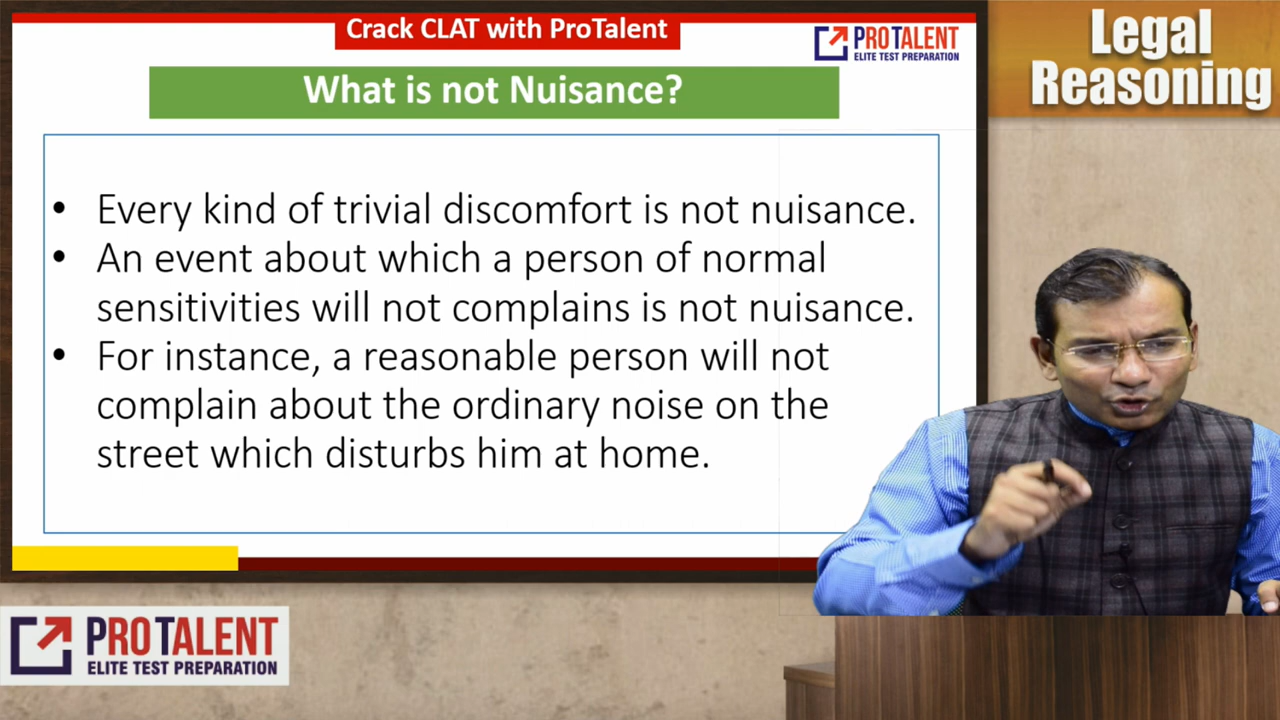 Crack CLAT with ProTalent
PROTALENT
ELITE TEST PREPARATION
Legal
Reasoning
What is not Nuisance?
• Every kind of trivial discomfort is not nuisance.
• An event about which a person of normal
sensitivities will not complains is not nuisance.
• For instance, a reasonable person will not
complain about the ordinary noise on the
street which disturbs him at home.
PROTALENT
ELITE TEST PREPARATION